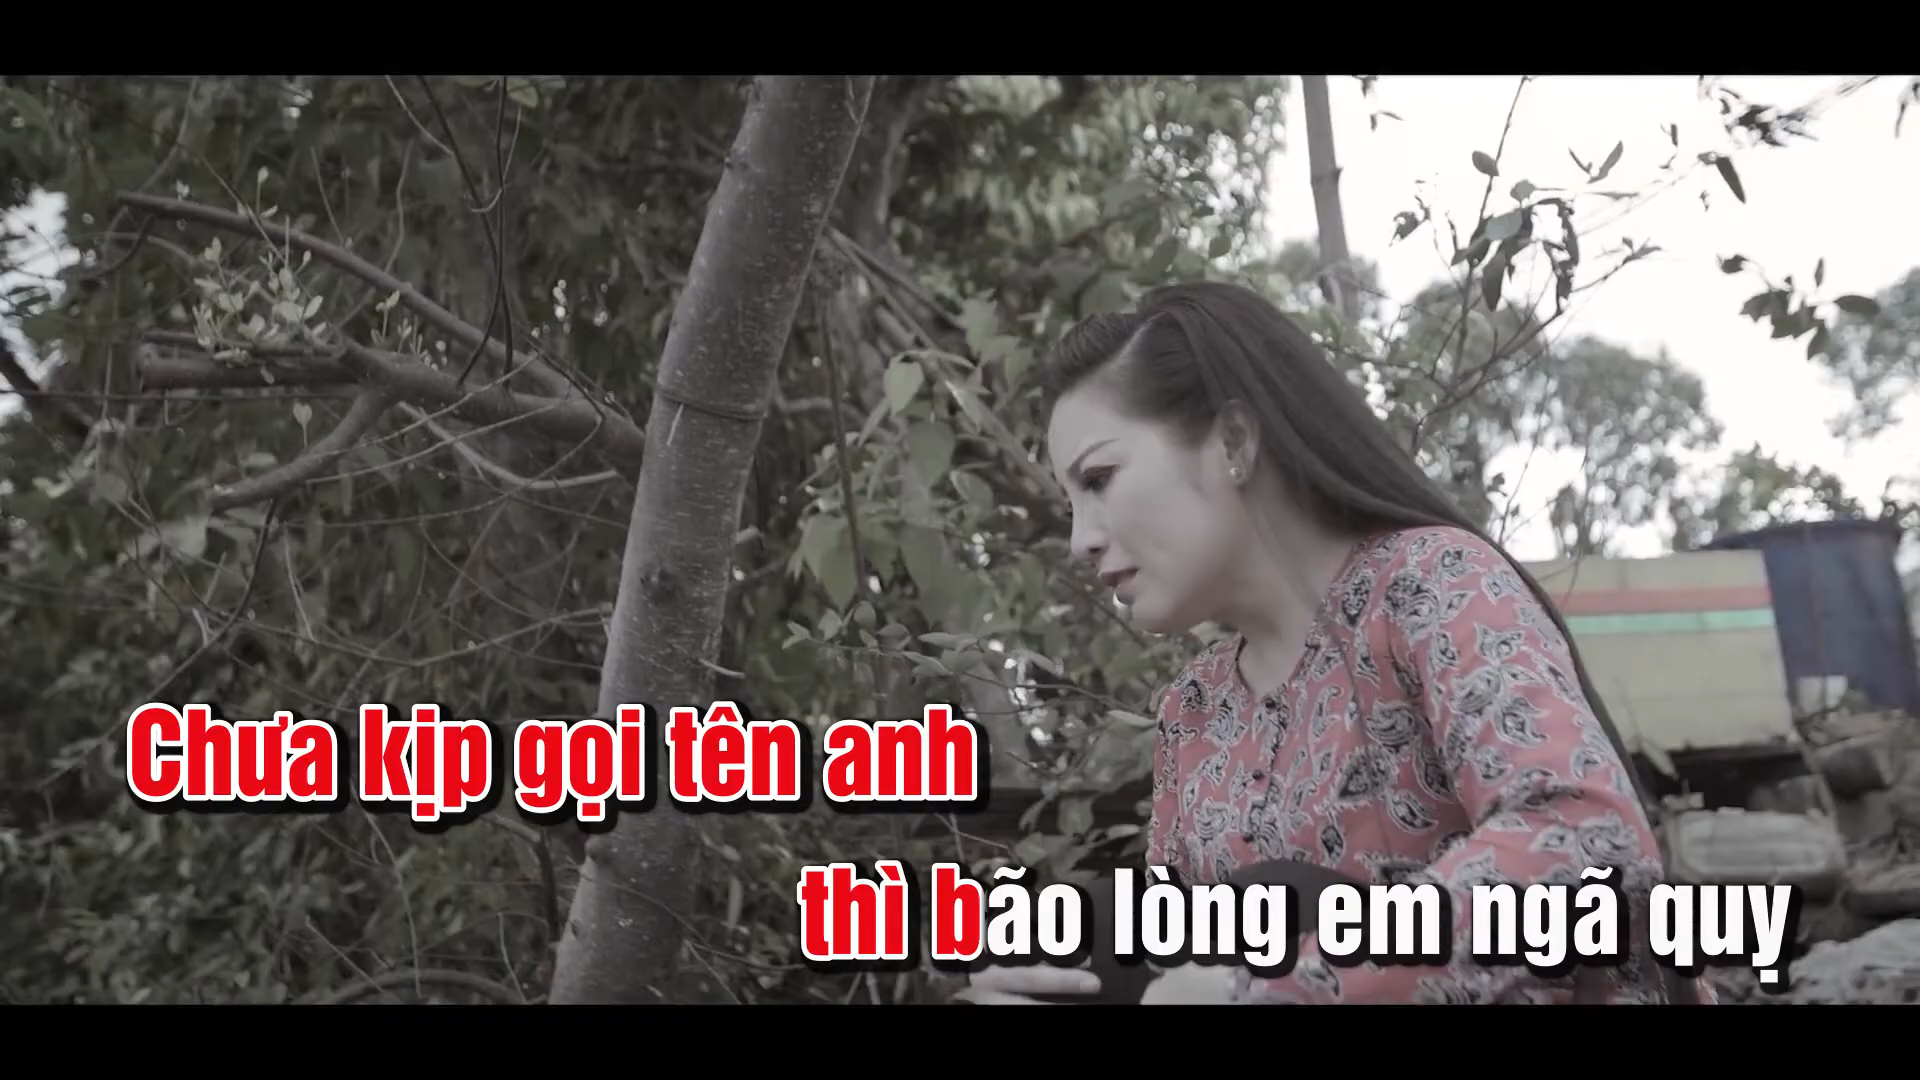 Chưa kịp gọi tên anh
thì bão lòng em ngã quỵ